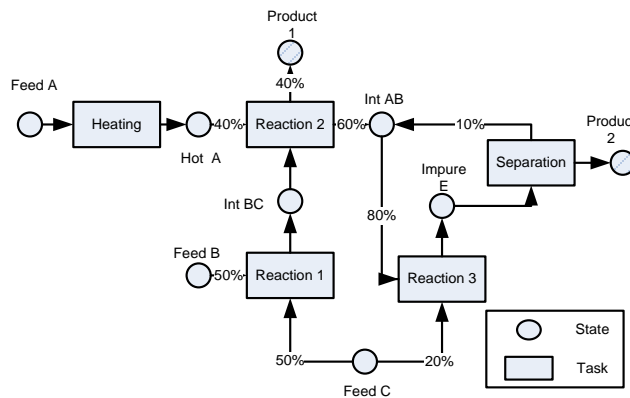 Product
1
Feed A
40%
Int AB
Heating
40%
Reaction 2
60%
10%
Product
2
Hot A
Impure
E
Separation
Int BC
80%
Feed B
50%
Reaction 1
Reaction 3
50%
20%
Feed C
State
Task